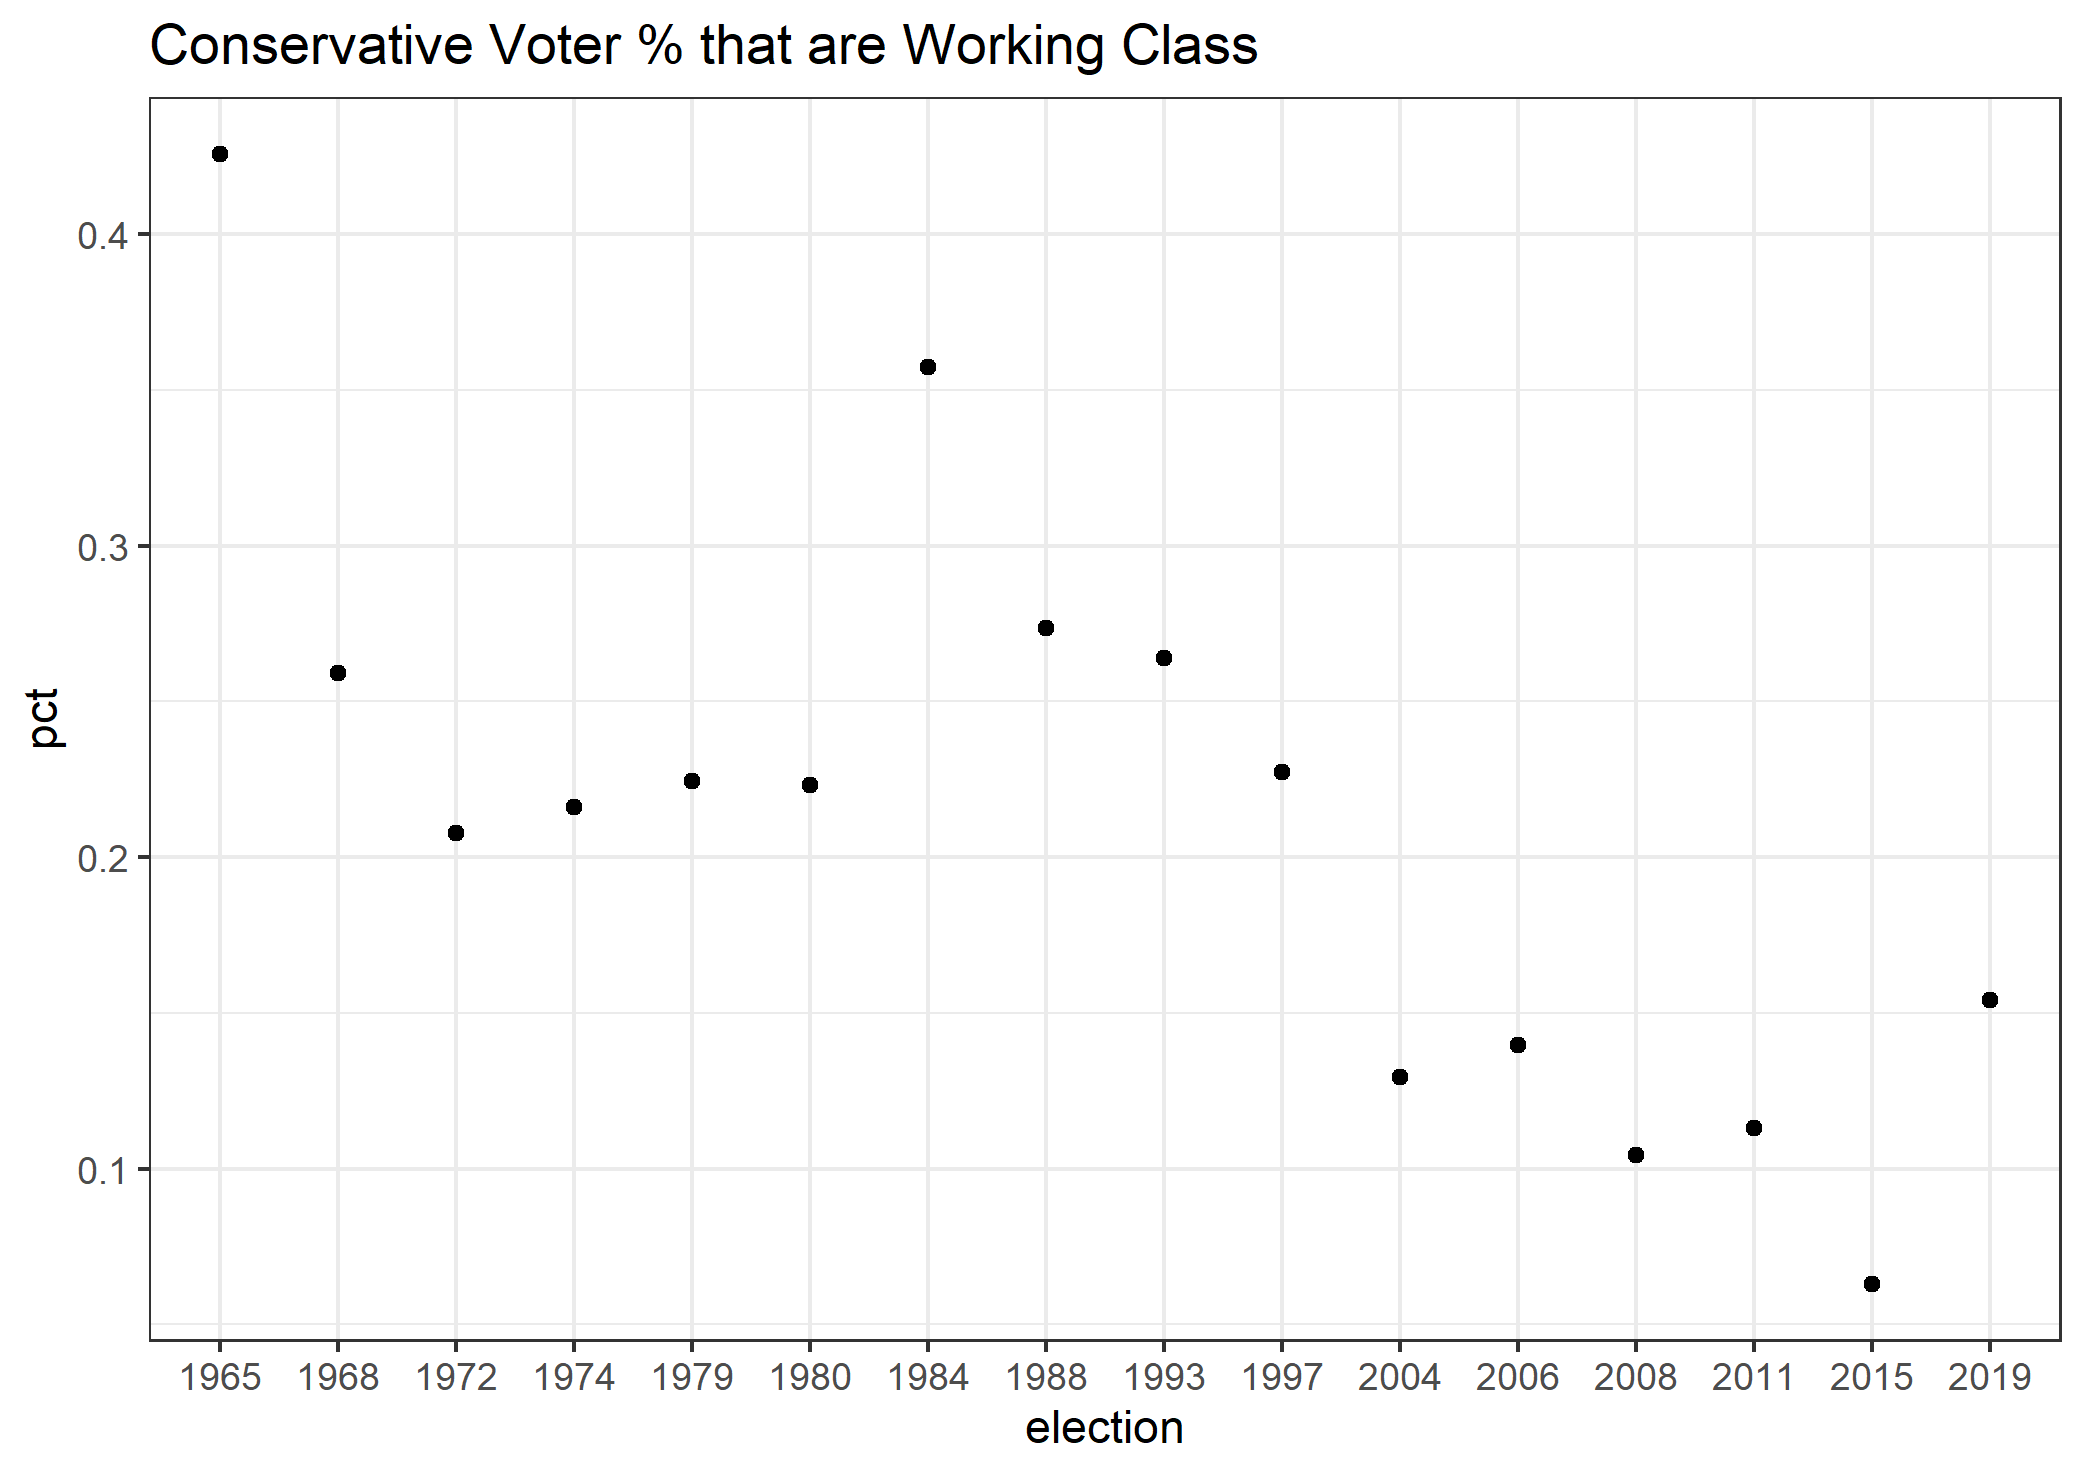 Conservative Voter % that are Working Class
0.4
0.3
0.2
0.1
pct
1965 1968 1972 1974 1979 1980 1984 1988 1993 1997 2004 2006 2008 2011 2015 2019
election